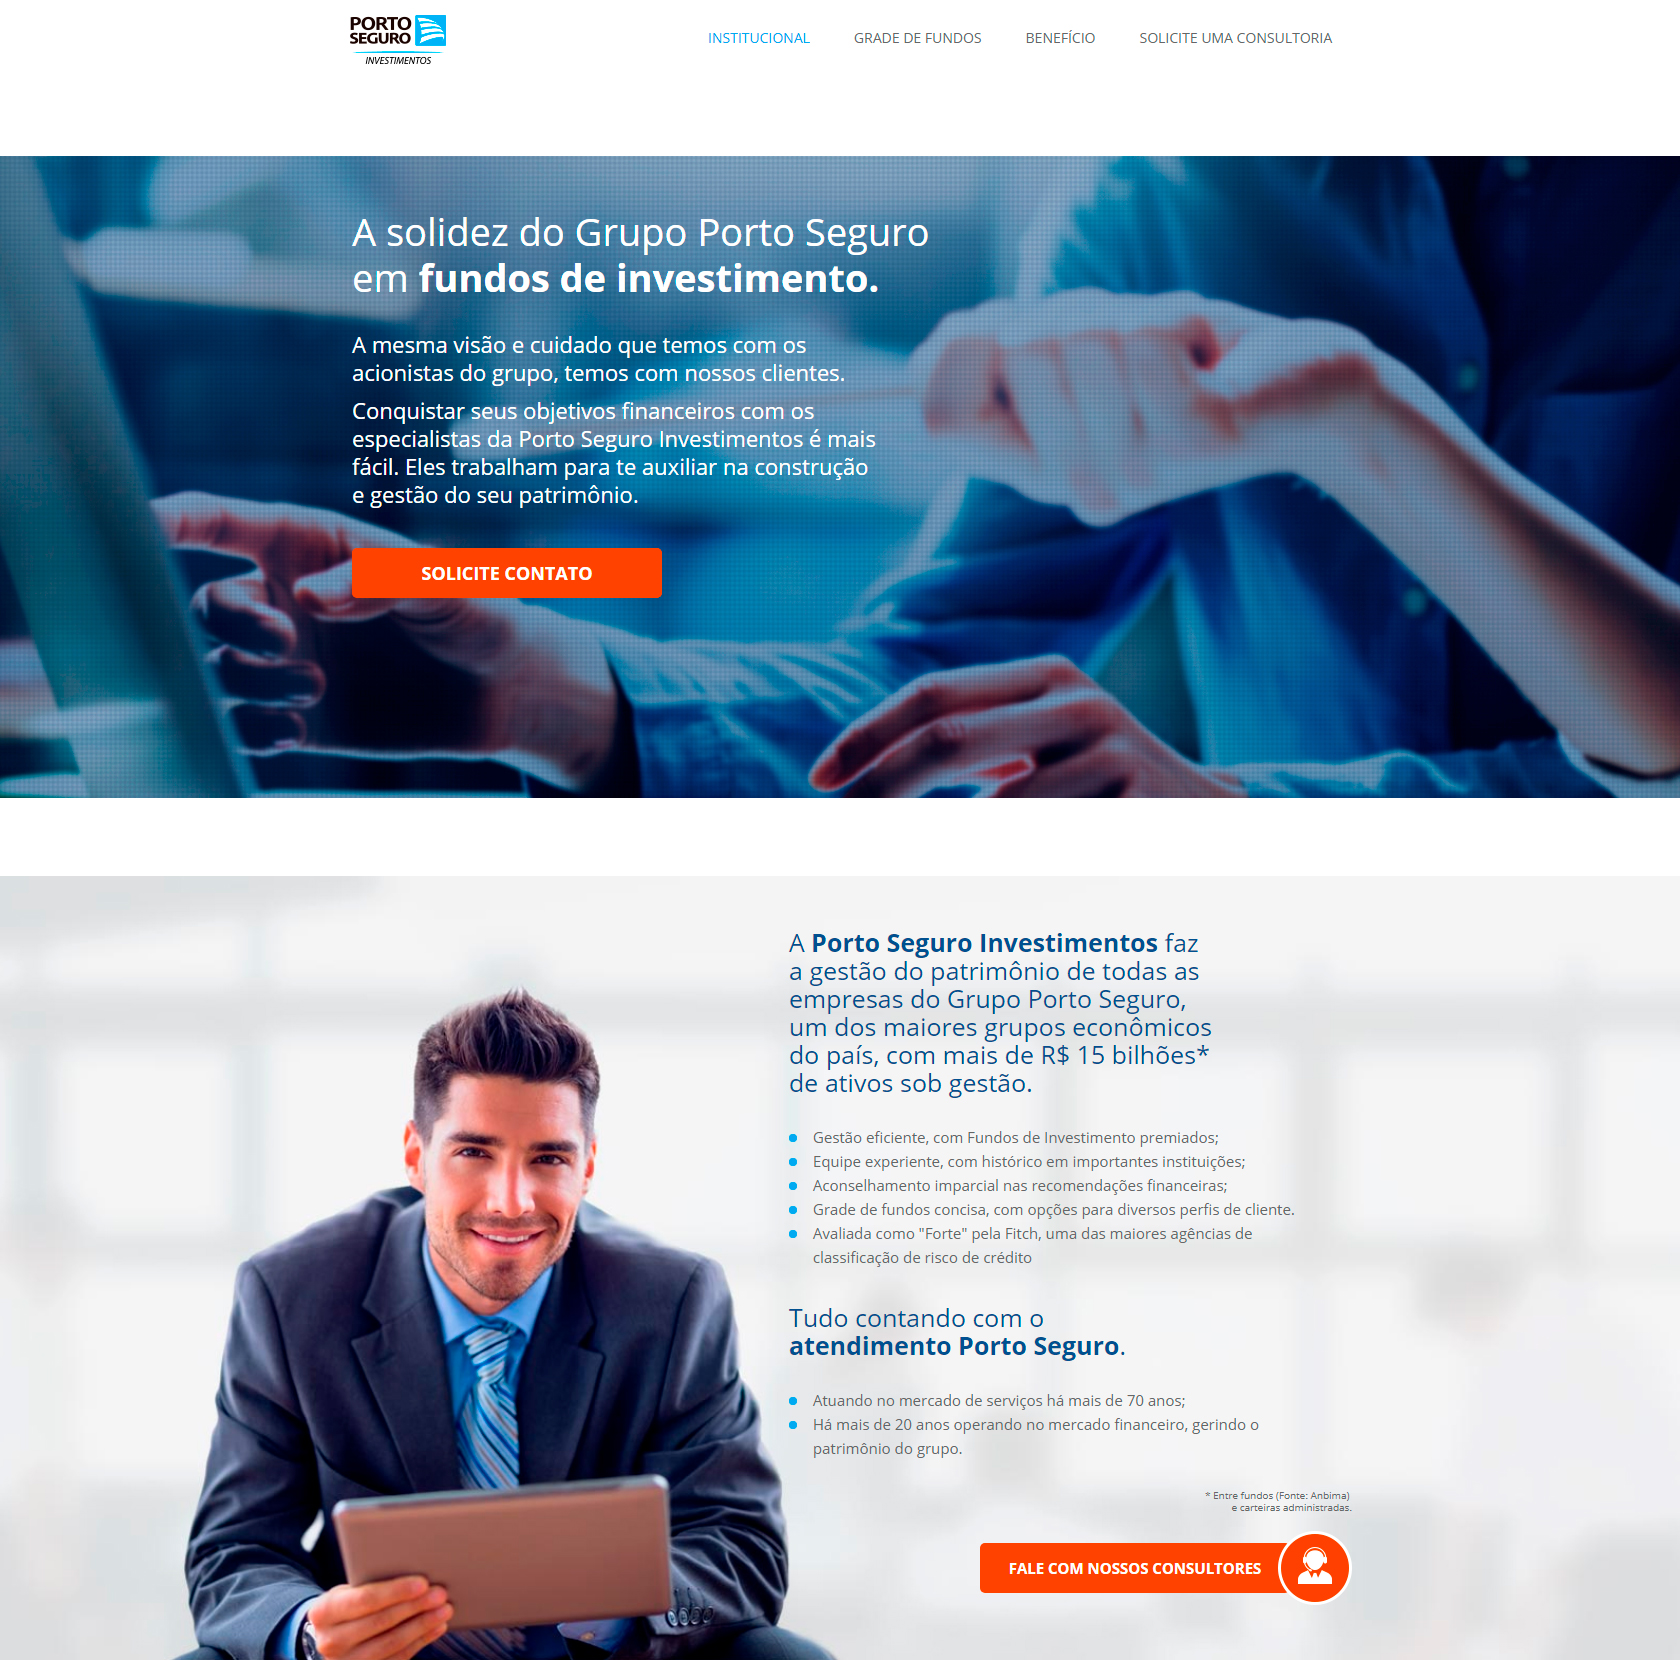 PORTO
SEGURO
INVESTIMENTOS
INSTITUCIONAL
GRADE DE FUNDOS
BENEFÍCIO
SOLICITE UMA CONSULTORIA
A solidez do Grupo Porto Seguro
em fundos de investimento.
A mesma visão e cuidado que temos com os
acionistas do grupo, temos com nossos clientes.
Conquistar seus objetivos financeiros com os
especialistas da Porto Seguro Investimentos é mais
fácil. Eles trabalham para te auxiliar na construção
e gestão do seu patrimônio.
SOLICITE CONTATO
A Porto Seguro Investimentos faz
a gestão do patrimônio de todas as
empresas do Grupo Porto Seguro,
um dos maiores grupos econômicos
do país, com mais de R$ 15 bilhões*
de ativos sob gestão.
Gestão eficiente, com Fundos de Investimento premiados;
Equipe experiente, com histórico em importantes instituições;
Aconselhamento imparcial nas recomendações financeiras;
Grade de fundos concisa, com opções para diversos perfis de cliente.
Avaliada como "Forte" pela Fitch, uma das maiores agências de
classificação de risco de crédito
Tudo contando com o
atendimento Porto Seguro.
Atuando no mercado de serviços há mais de 70 anos;
Há mais de 20 anos operando no mercado financeiro, gerindo o
patrimônio do grupo.
* Entre fundos (Fonte: Anbima)
e carteiras administradas.
FALE COM NOSSOS CONSULTORES